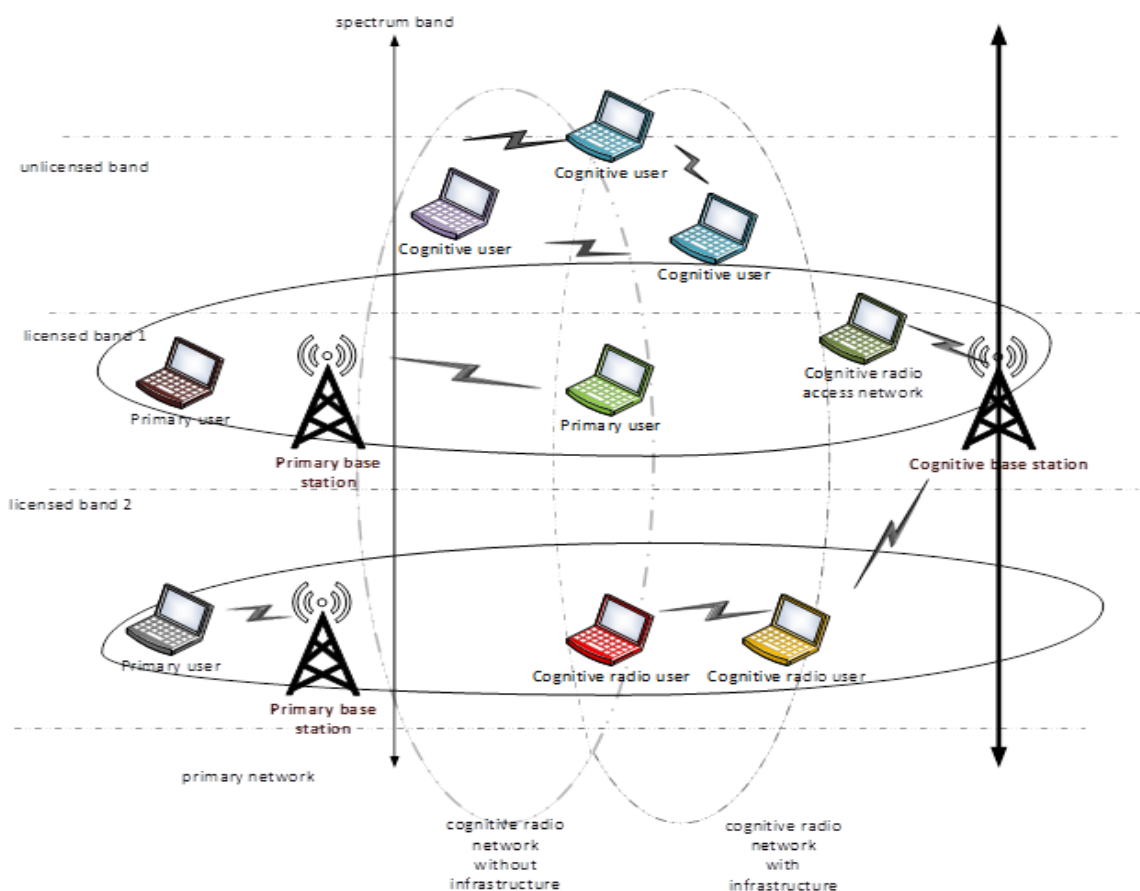 spectrum band
unlicensed band
Cognitive user
Cognitive user
Cognitive user
licensed band 1
Primary user
Primary base
station
Primary user
Cognitive radio
access network
Cognitive base station
licensed band 2
Primary user
Primary base
station
Cognitive radio user
Cognitive radio user
primary network
cognitive radio
network
without
infrastructure
cognitive radio
network
with
infrastructure